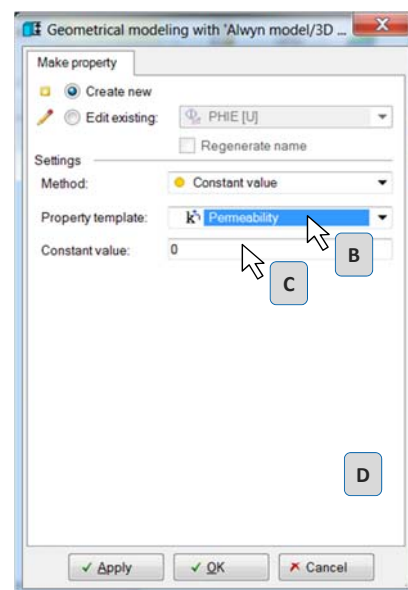 Geometrical modeling with 'Alwyn model/3D ...
Make property
Create new
Edit existing: PHIE [U]
Regenerate name
Settings
Method: Constant value
Property template: Permeability
B
Constant value: 0
C
D
Apply OK Cancel